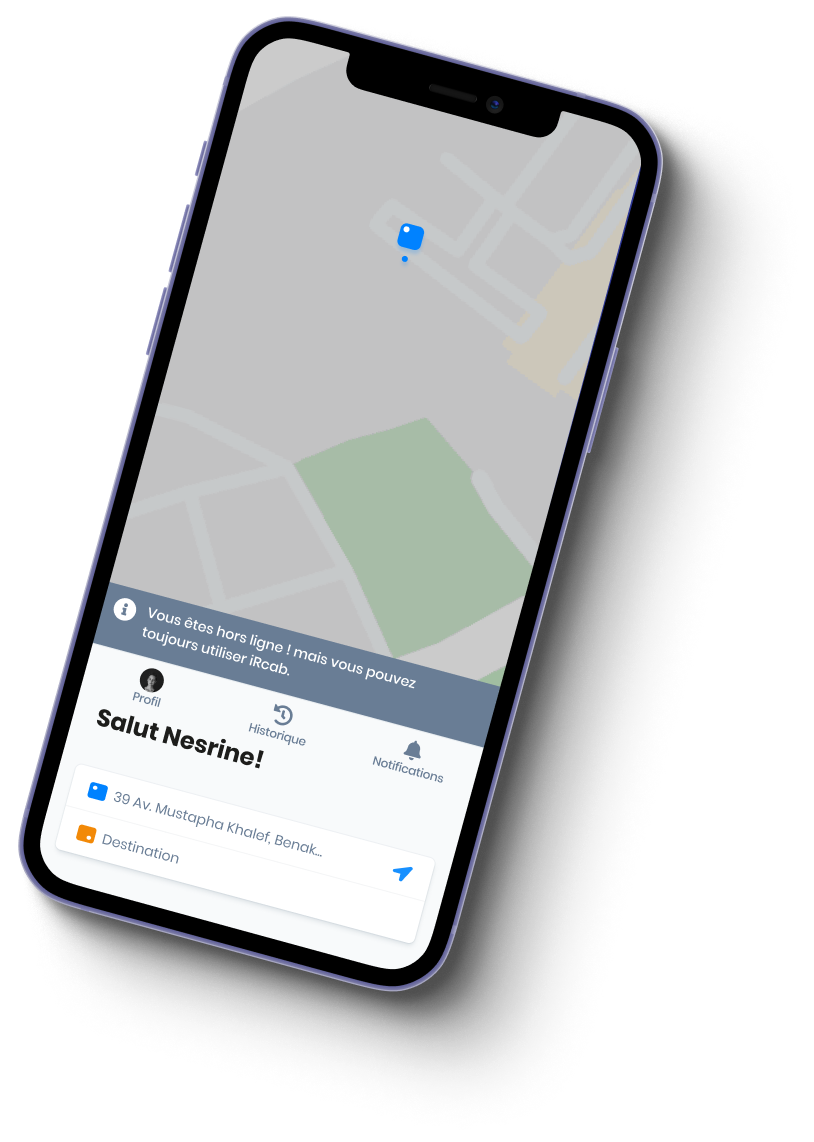 Vous êtes hors ligne ! mais vous pouvez
toujours utiliser iRcab.
Profil
Historique
Notifications
Salut Nesrine!
39 Av. Mustapha Khalef, Benak...
Destination